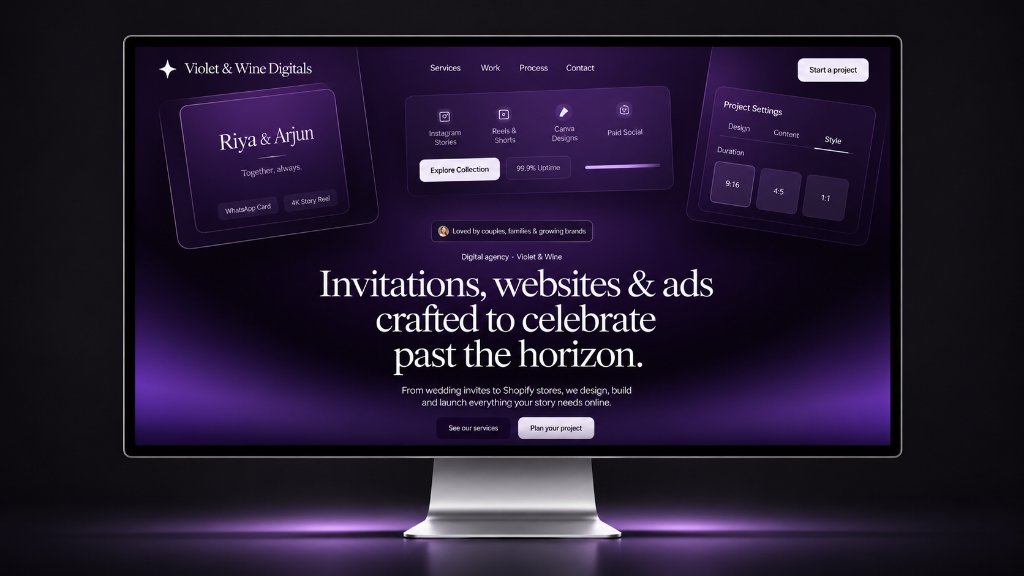 Violet & Wine Digitals
Services
Work
Process
Contact
Start a project
Riya & Arjun
Together, always.
WhatsApp Card
4K Story Reel
Instagram
Stories
Reels &
Shorts
Canva
Designs
Paid Social
Explore Collection
99.9% Uptime
Project Settings
Design
Content
Style
Duration
9:16
4:5
1:1
Loved by couples, families & growing brands
Digital agency · Violet & Wine
Invitations, websites & ads
crafted to celebrate
past the horizon.
From wedding invites to Shopify stores, we design, build
and launch everything your story needs online.
See our services
Plan your project